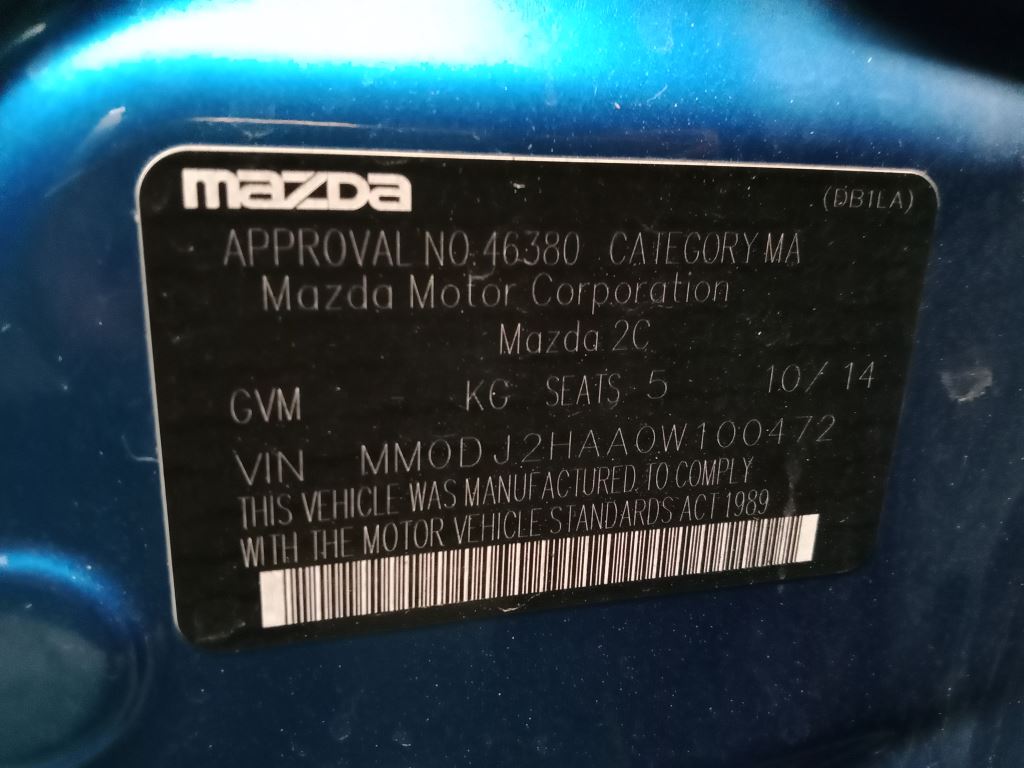 mazda
(DB1LA)
APPROVAL NO. 46380 CATEGORY MA
Mazda Motor Corporation
Mazda 2C
GVM - KG SEATS 5 10/14
VIN MM0DJ2HAA0W100472
THIS VEHICLE WAS MANUFACTURED TO COMPLY
WITH THE MOTOR VEHICLE STANDARDS ACT 1989